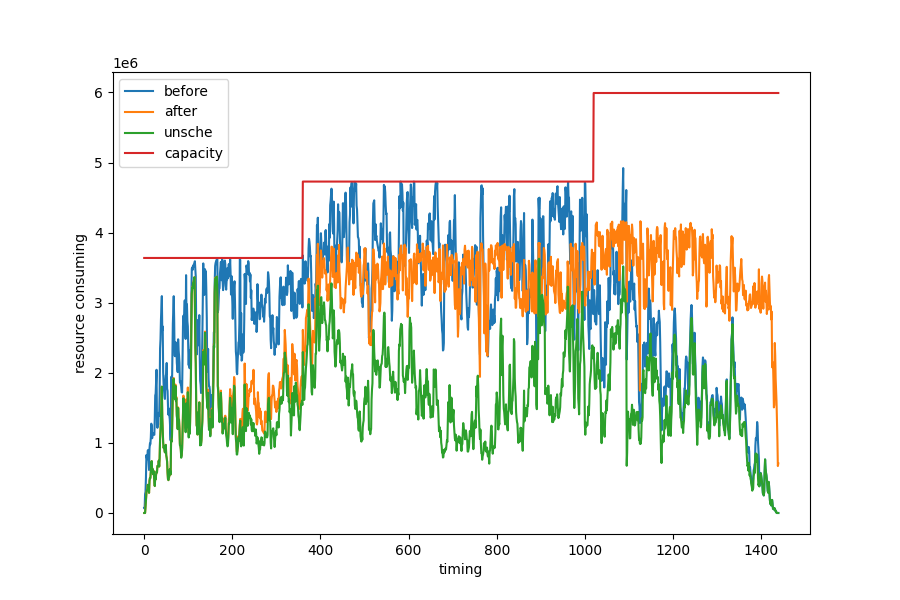 1e6
before
after
unsche
capacity
6
5
4
3
2
1
0
resource consuming
0 200 400 600 800 1000 1200 1400
timing